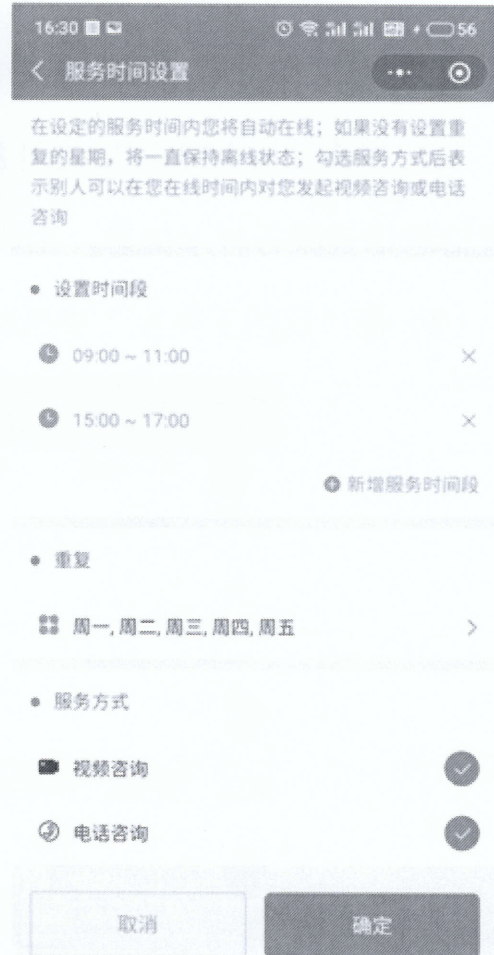 16:30
56
服务时间设置
在设定的服务时间内您将自动在线；如果没有设置重
复的星期，将一直保持离线状态；勾选服务方式后表
示别人可以在您在线时间内对您发起视频咨询或电话
咨询
设置时间段
09:00 ~ 11:00
15:00 ~ 17:00
新增服务时间段
重复
周一, 周二, 周三, 周四, 周五
服务方式
视频咨询
电话咨询
取消
确定